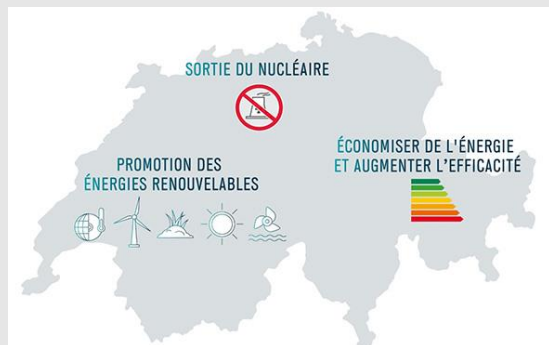 SORTIE DU NUCLÉAIRE
PROMOTION DES
ÉNERGIES RENOUVELABLES
ÉCONOMISER DE L'ÉNERGIE
ET AUGMENTER L'EFFICACITÉ